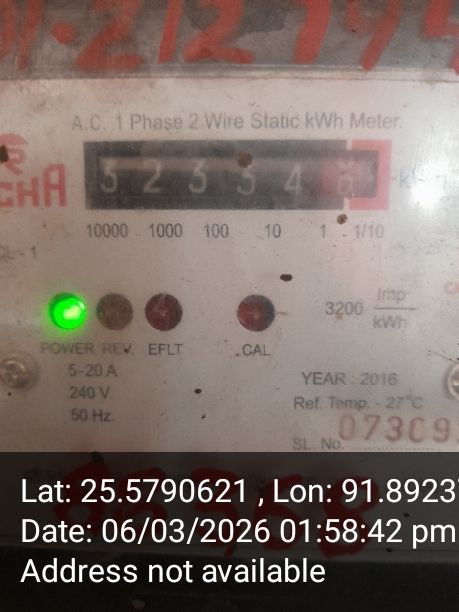 A.C. 1 Phase 2 Wire Static kWh Meter.
3 2 3 3 4
10000 1000 100 10 1 1/10
POWER REV. EFLT CAL
3200 Imp
kWh
5-20 A
240 V.
50 Hz.
YEAR : 2016
Ref. Temp. - 27°C
SL. No. 07309
Lat: 25.5790621 , Lon: 91.8923
Date: 06/03/2026 01:58:42 pm
Address not available